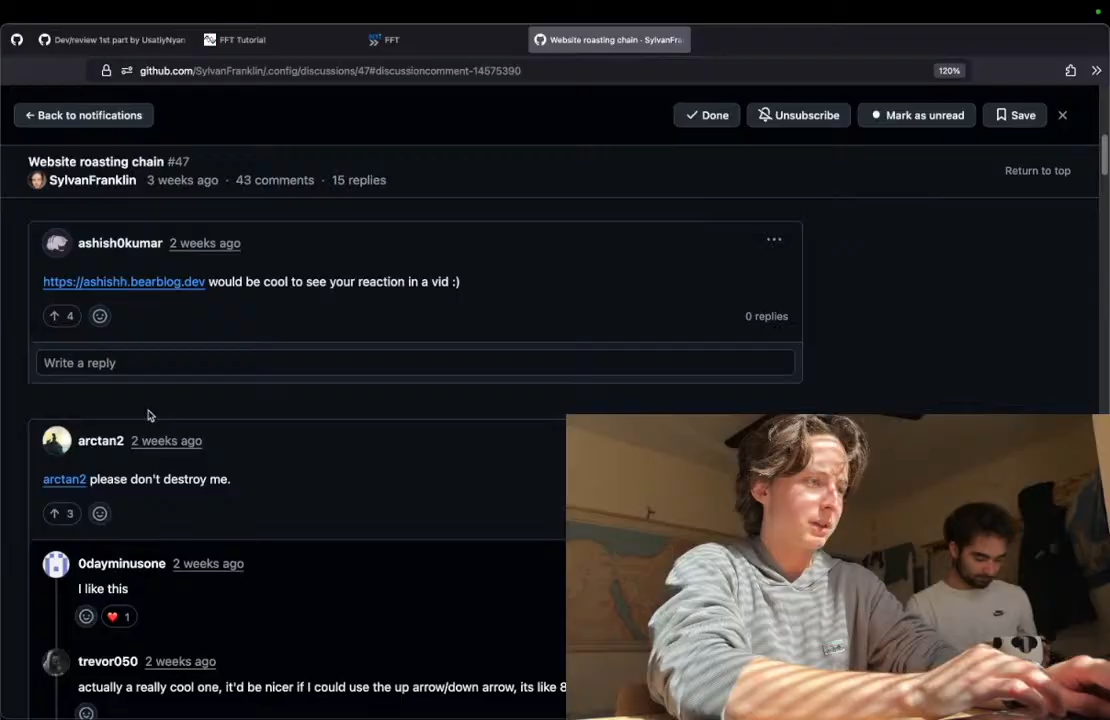 Dev/review 1st part by UsatiyNyan
FFT Tutorial
FFT
Website roasting chain · SylvanFra
github.com/SylvanFranklin/.config/discussions/47#discussioncomment-14575390
120%
← Back to notifications
Done
Unsubscribe
Mark as unread
Save
Website roasting chain #47
SylvanFranklin 3 weeks ago · 43 comments · 15 replies
Return to top
ashish0kumar 2 weeks ago
https://ashishh.bearblog.dev would be cool to see your reaction in a vid :)
4
0 replies
Write a reply
arctan2 2 weeks ago
arctan2 please don't destroy me.
3
0dayminusone 2 weeks ago
I like this
1
trevor050 2 weeks ago
actually a really cool one, it'd be nicer if I could use the up arrow/down arrow, its like 8